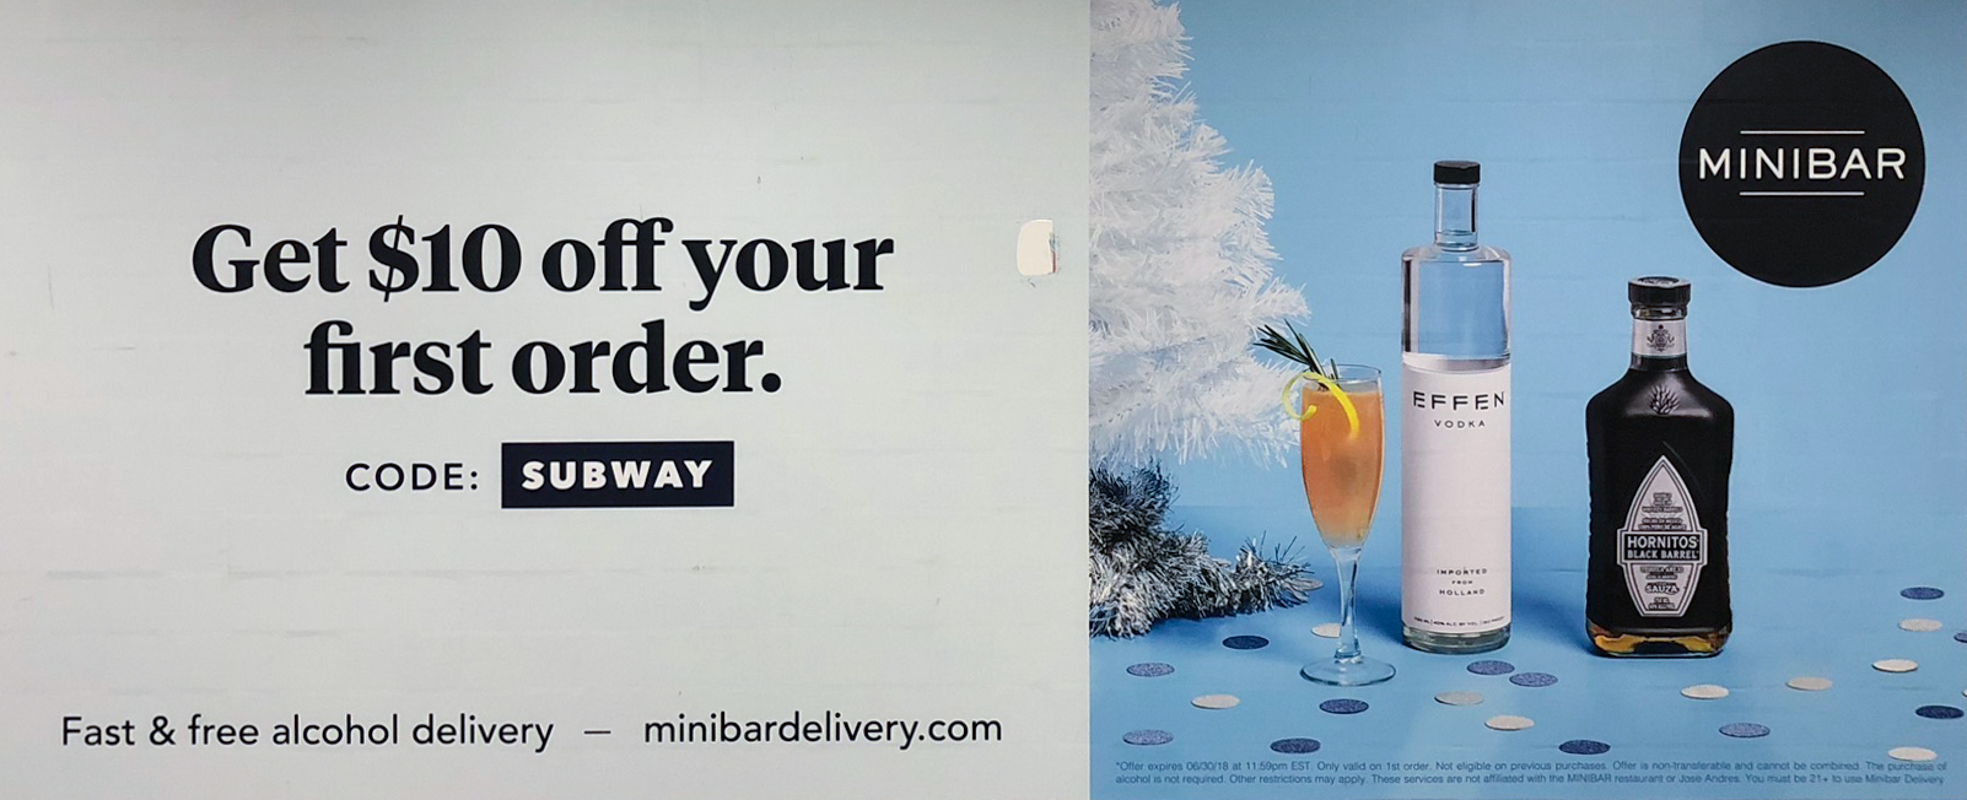 Get $10 off your
first order.
CODE: SUBWAY
Fast & free alcohol delivery — minibardelivery.com
MINIBAR
EFFEN
VODKA
IMPORTED
FROM
HOLLAND
HORNITOS
BLACK BARREL
SAUZA
*Offer expires 06/30/18 at 11:59pm EST. Only valid on 1st order. Not eligible on previous purchases. Offer is non-transferable and cannot be combined. The purchase of
alcohol is not required. Other restrictions may apply. These services are not affiliated with the MINIBAR restaurant or Jose Andres. You must be 21+ to use Minibar Delivery